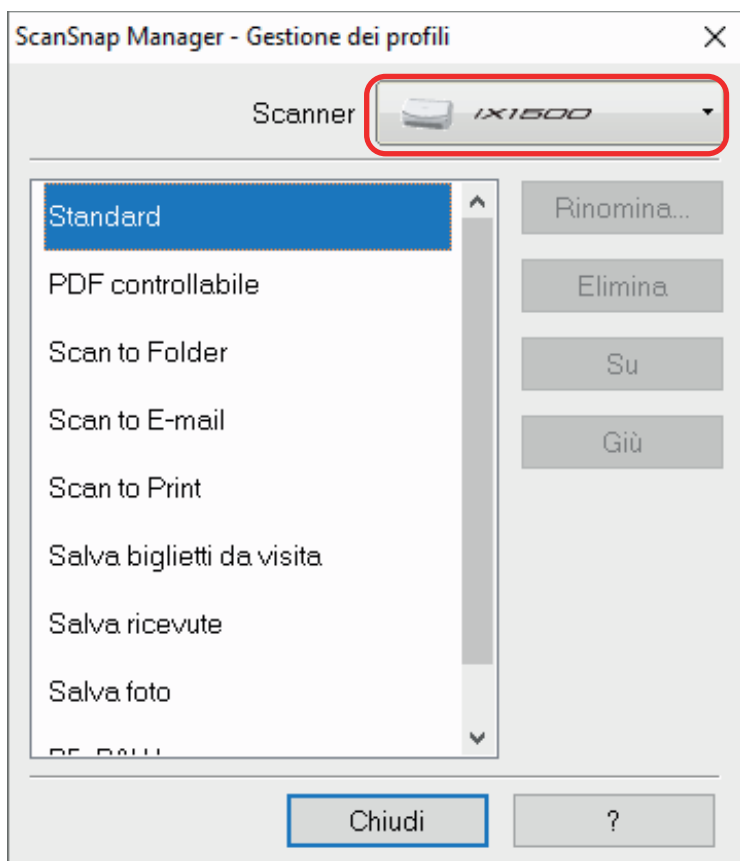 ScanSnap Manager - Gestione dei profili
Scanner iX1500
Standard
Rinomina...
PDF controllabile
Elimina
Scan to Folder
Su
Scan to E-mail
Giù
Scan to Print
Salva biglietti da visita
Salva ricevute
Salva foto
Chiudi
?